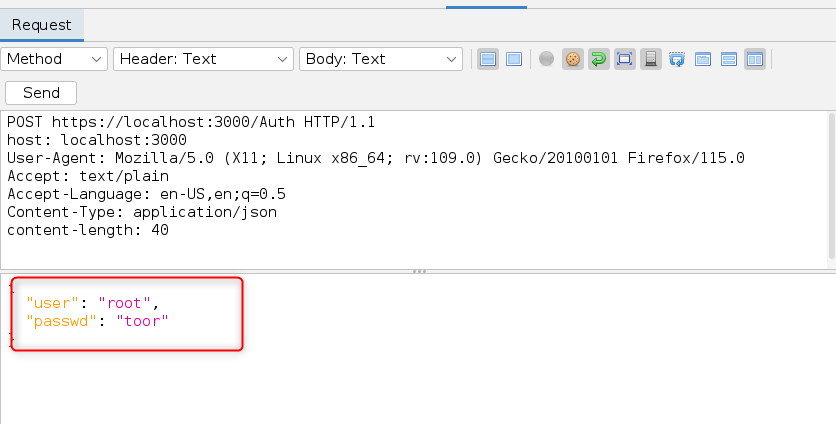 Request
Method Header: Text Body: Text
Send
POST https://localhost:3000/Auth HTTP/1.1
host: localhost:3000
User-Agent: Mozilla/5.0 (X11; Linux x86_64; rv:109.0) Gecko/20100101 Firefox/115.0
Accept: text/plain
Accept-Language: en-US,en;q=0.5
Content-Type: application/json
content-length: 40
{
"user": "root",
"passwd": "toor"
}